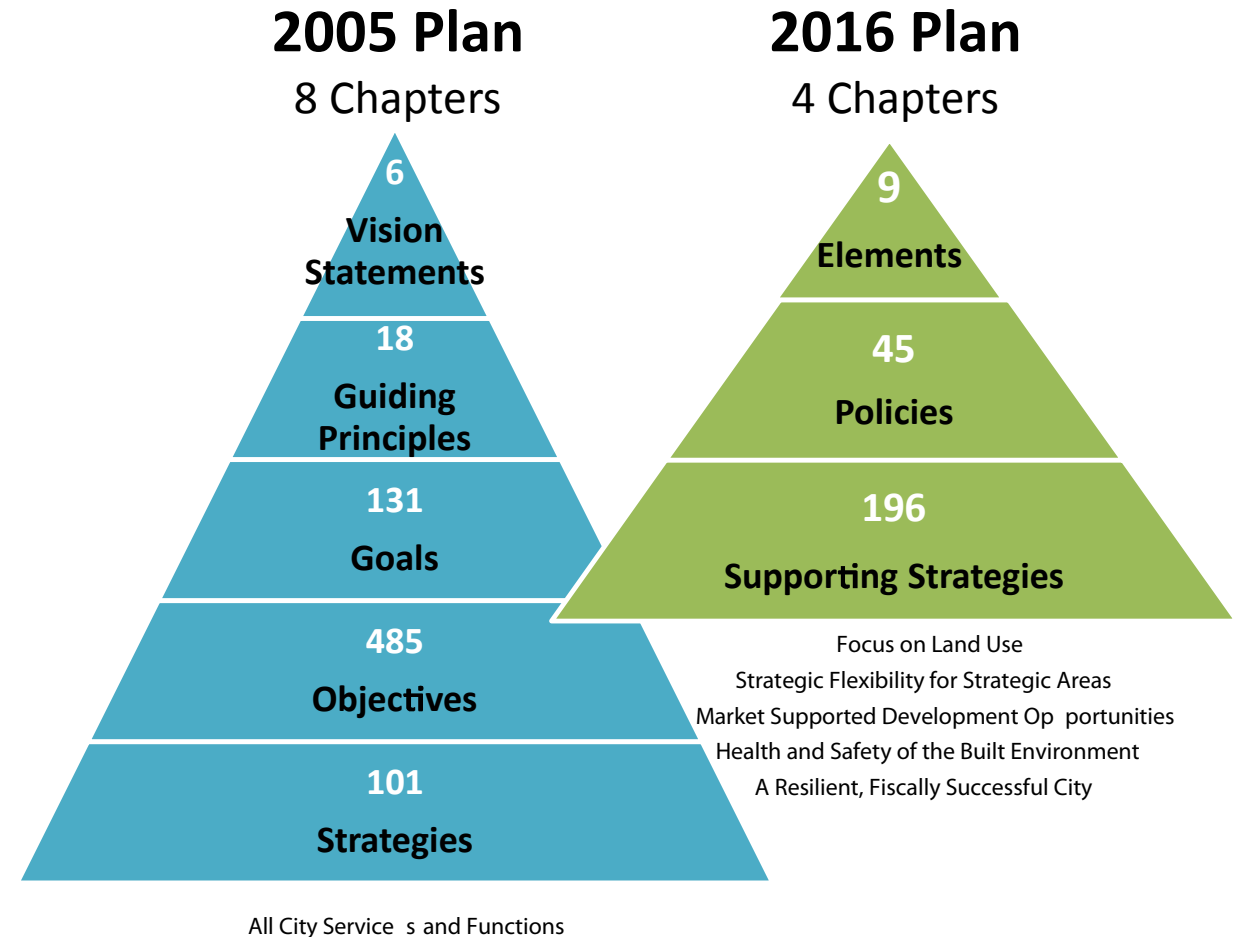 2005 Plan
8 Chapters
6
Vision
Statements
18
Guiding
Principles
131
Goals
485
Objectives
101
Strategies
All City Service s and Functions
2016 Plan
4 Chapters
9
Elements
45
Policies
196
Supporting Strategies
Focus on Land Use
Strategic Flexibility for Strategic Areas
Market Supported Development Op portunities
Health and Safety of the Built Environment
A Resilient, Fiscally Successful City